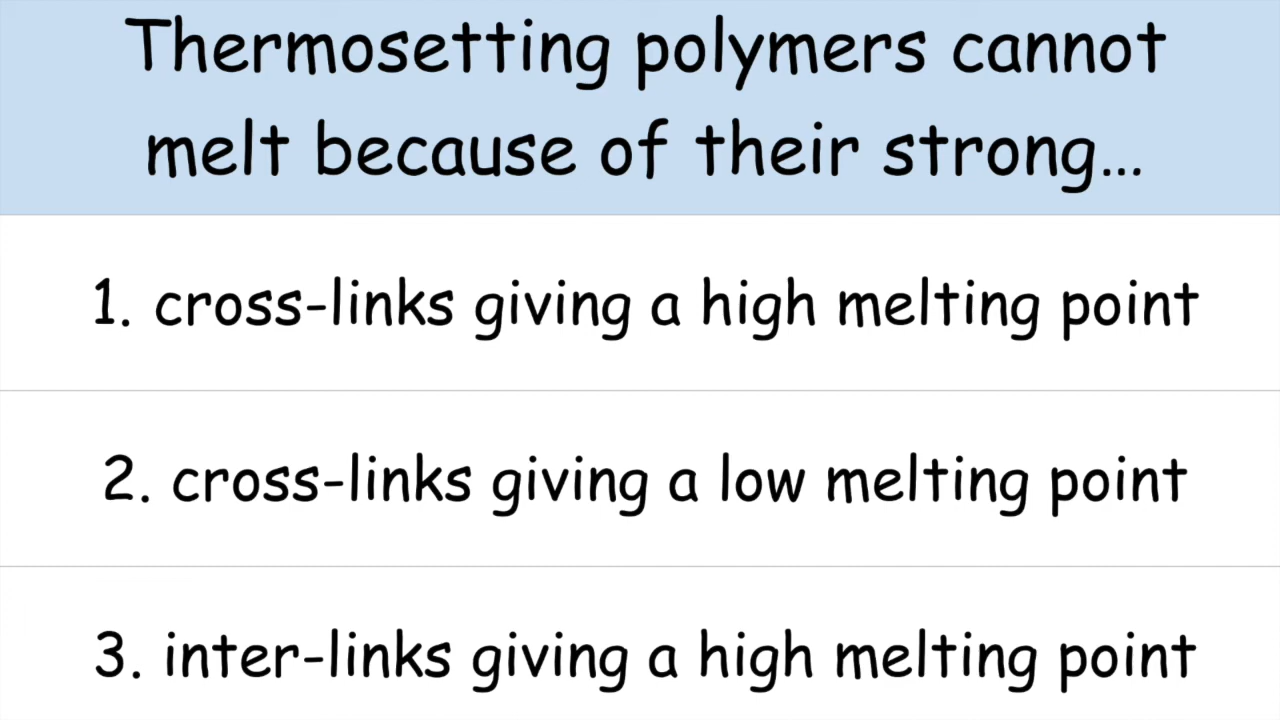 Thermosetting polymers cannot
melt because of their strong...
1. cross-links giving a high melting point
2. cross-links giving a low melting point
3. inter-links giving a high melting point